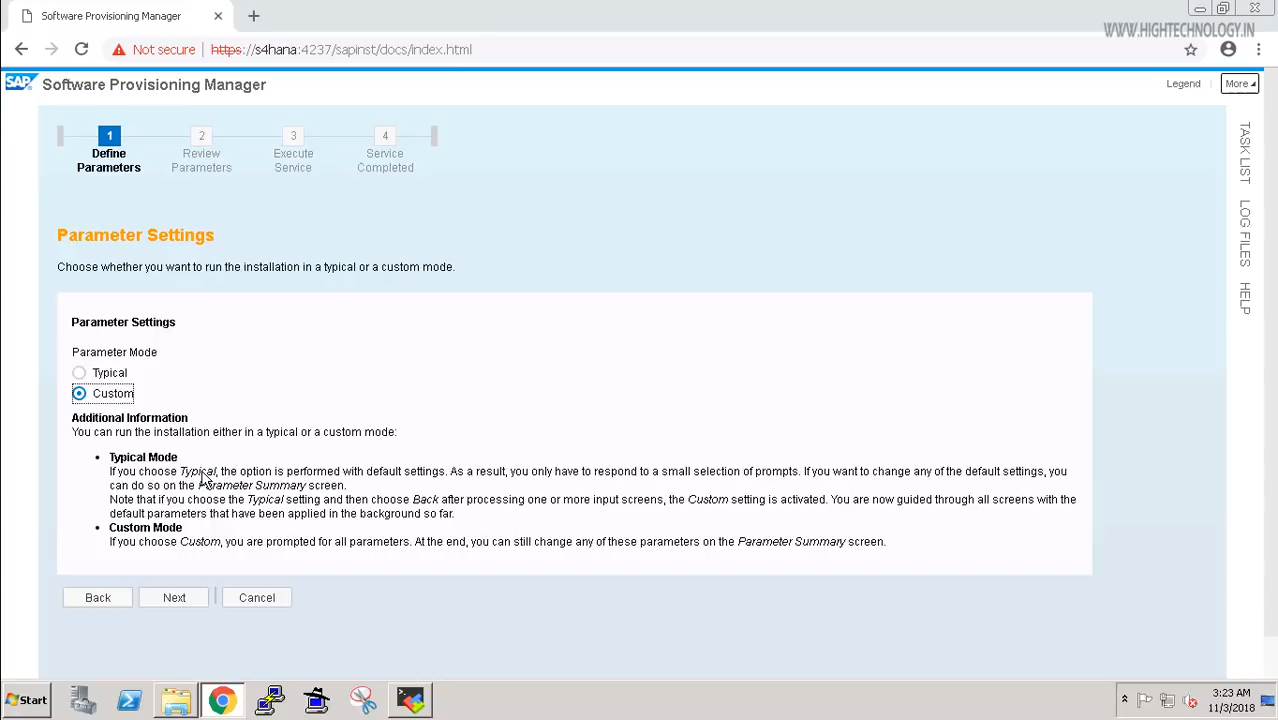 Software Provisioning Manager
WWW.HIGHTECHNOLOGY.IN
Not secure https://s4hana:4237/sapinst/docs/index.html
SAP Software Provisioning Manager
Legend More
1 2 3 4
Define Parameters
Review Parameters
Execute Service
Service Completed
TASK LIST
LOG FILES
HELP
Parameter Settings
Choose whether you want to run the installation in a typical or a custom mode.
Parameter Settings
Parameter Mode
Typical
Custom
Additional Information
You can run the installation either in a typical or a custom mode:
• Typical Mode
If you choose Typical, the option is performed with default settings. As a result, you only have to respond to a small selection of prompts. If you want to change any of the default settings, you
can do so on the Parameter Summary screen.
Note that if you choose the Typical setting and then choose Back after processing one or more input screens, the Custom setting is activated. You are now guided through all screens with the
default parameters that have been applied in the background so far.
• Custom Mode
If you choose Custom, you are prompted for all parameters. At the end, you can still change any of these parameters on the Parameter Summary screen.
Back Next Cancel
Start
3:23 AM
11/3/2018